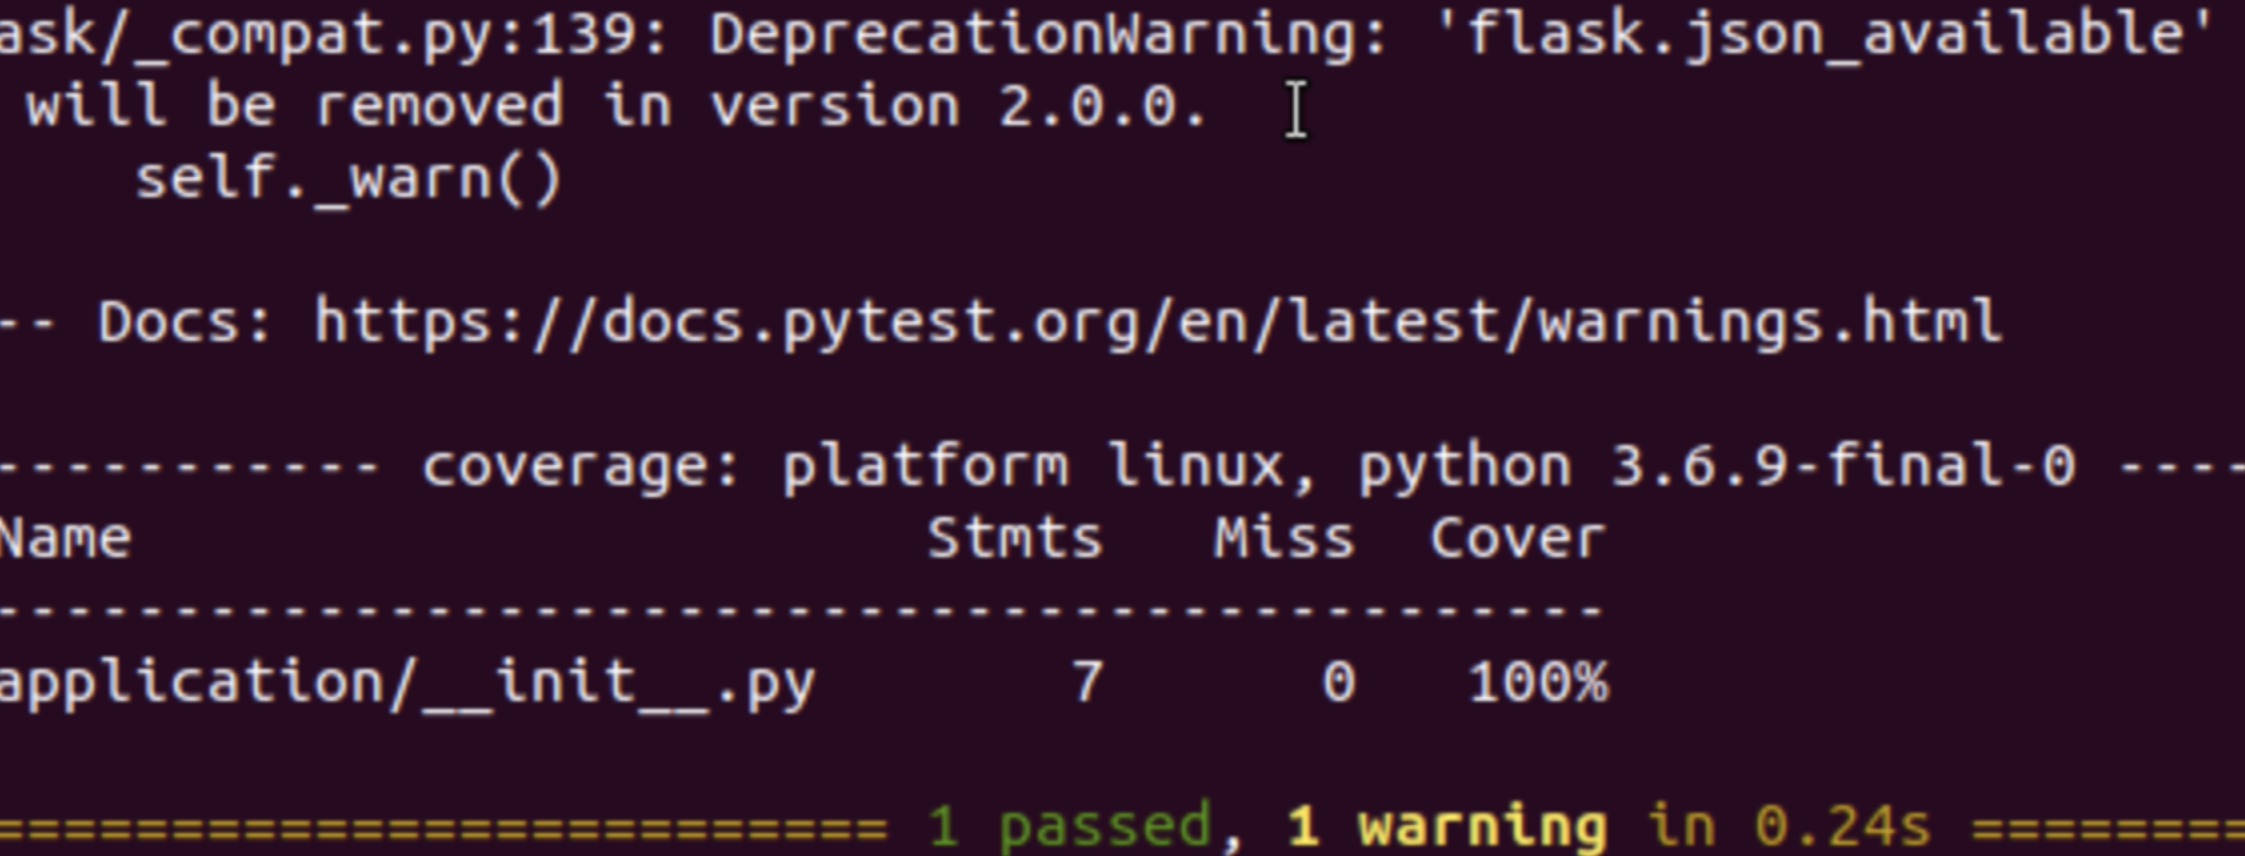 ask/_compat.py:139: DeprecationWarning: 'flask.json_available'
will be removed in version 2.0.0.
self._warn()
-- Docs: https://docs.pytest.org/en/latest/warnings.html
----------- coverage: platform linux, python 3.6.9-final-0 ----
Name Stmts Miss Cover
---------------------------------------------
application/__init__.py 7 0 100%
========================= 1 passed, 1 warning in 0.24s ========